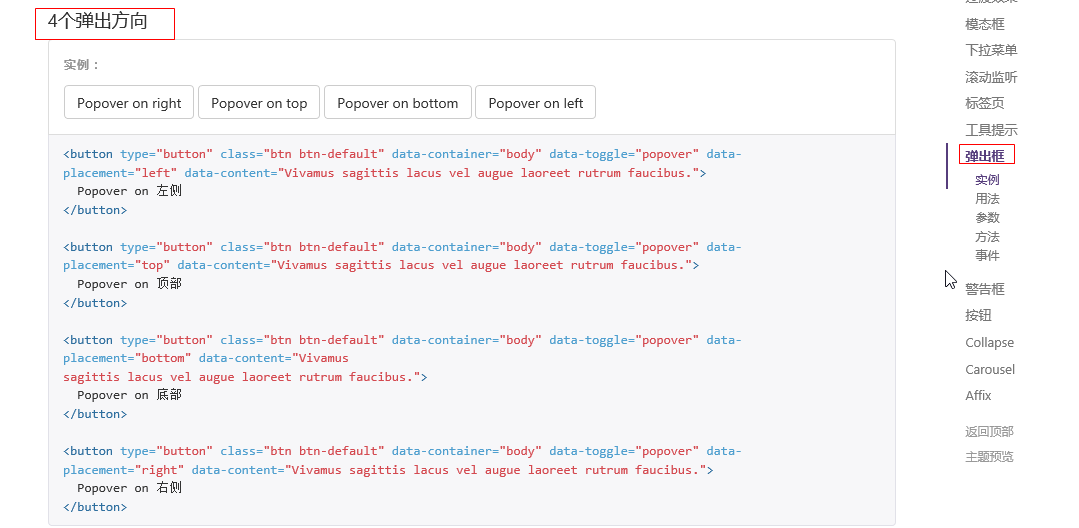 4个弹出方向
实例：
Popover on right
Popover on top
Popover on bottom
Popover on left
<button type="button" class="btn btn-default" data-container="body" data-toggle="popover" data-
placement="left" data-content="Vivamus sagittis lacus vel augue laoreet rutrum faucibus.">
  Popover on 左侧
</button>
<button type="button" class="btn btn-default" data-container="body" data-toggle="popover" data-
placement="top" data-content="Vivamus sagittis lacus vel augue laoreet rutrum faucibus.">
  Popover on 顶部
</button>
<button type="button" class="btn btn-default" data-container="body" data-toggle="popover" data-
placement="bottom" data-content="Vivamus
sagittis lacus vel augue laoreet rutrum faucibus.">
  Popover on 底部
</button>
<button type="button" class="btn btn-default" data-container="body" data-toggle="popover" data-
placement="right" data-content="Vivamus sagittis lacus vel augue laoreet rutrum faucibus.">
  Popover on 右侧
</button>
模态框
下拉菜单
滚动监听
标签页
工具提示
弹出框
实例
用法
参数
方法
事件
警告框
按钮
Collapse
Carousel
Affix
返回顶部
主题预览